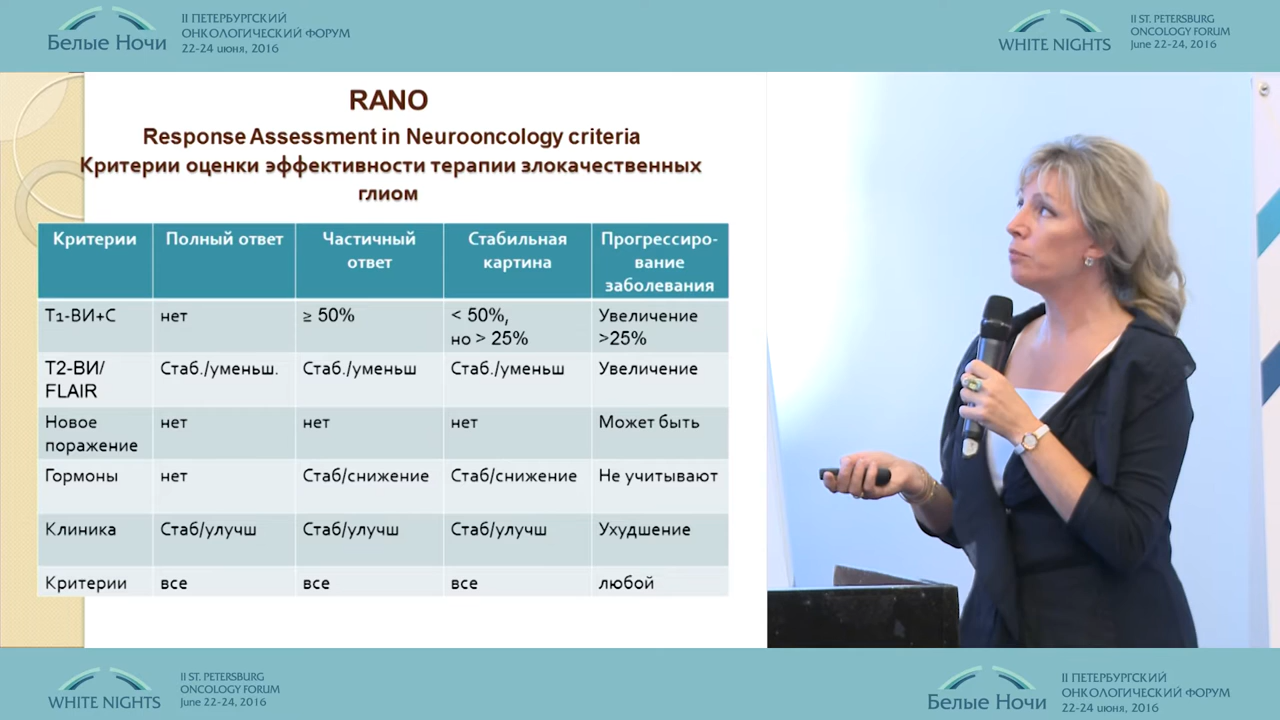 Белые Ночи
II ПЕТЕРБУРГСКИЙ
ОНКОЛОГИЧЕСКИЙ ФОРУМ
22-24 июня, 2016
WHITE NIGHTS
II ST. PETERSBURG
ONCOLOGY FORUM
June 22-24, 2016
RANO
Response Assessment in Neurooncology criteria
Критерии оценки эффективности терапии злокачественных
глиом
Критерии
Полный ответ
Частичный
ответ
Стабильная
картина
Прогрессиро-
вание
заболевания
Т1-ВИ+С
нет
≥ 50%
< 50%,
но > 25%
Увеличение
>25%
Т2-ВИ/
FLAIR
Стаб./уменьш.
Стаб./уменьш
Стаб./уменьш
Увеличение
Новое
поражение
нет
нет
нет
Может быть
Гормоны
нет
Стаб/снижение
Стаб/снижение
Не учитывают
Клиника
Стаб/улучш
Стаб/улучш
Стаб/улучш
Ухудшение
Критерии
все
все
все
любой
WHITE NIGHTS
II ST. PETERSBURG
ONCOLOGY FORUM
June 22-24, 2016
Белые Ночи
II ПЕТЕРБУРГСКИЙ
ОНКОЛОГИЧЕСКИЙ ФОРУМ
22-24 июня, 2016